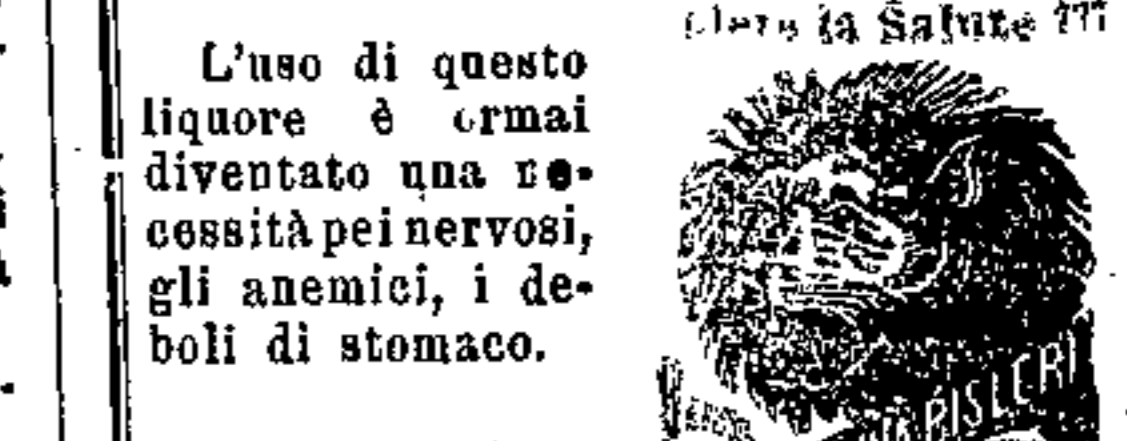 L'uso di questo
liquore è ormai
diventato una ne-
cessità pei nervosi,
gli anemici, i de-
boli di stomaco.
la Salute ???
BISLERI